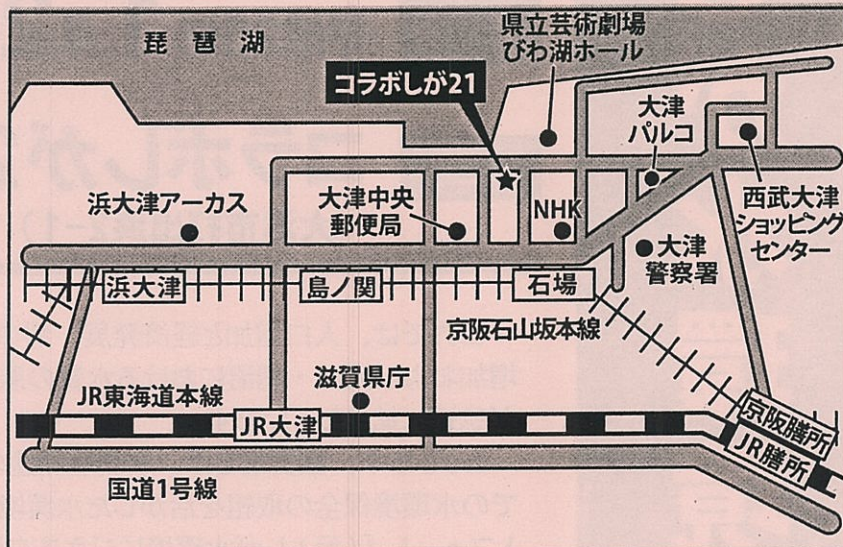 琵琶湖
県立芸術劇場
びわ湖ホール
コラボしが21
大津
パルコ
浜大津アーカス
大津中央
郵便局
NHK
西武大津
ショッピング
センター
大津
警察署
浜大津
島ノ関
石場
京阪石山坂本線
滋賀県庁
JR東海道本線
JR大津
京阪膳所
JR膳所
国道1号線